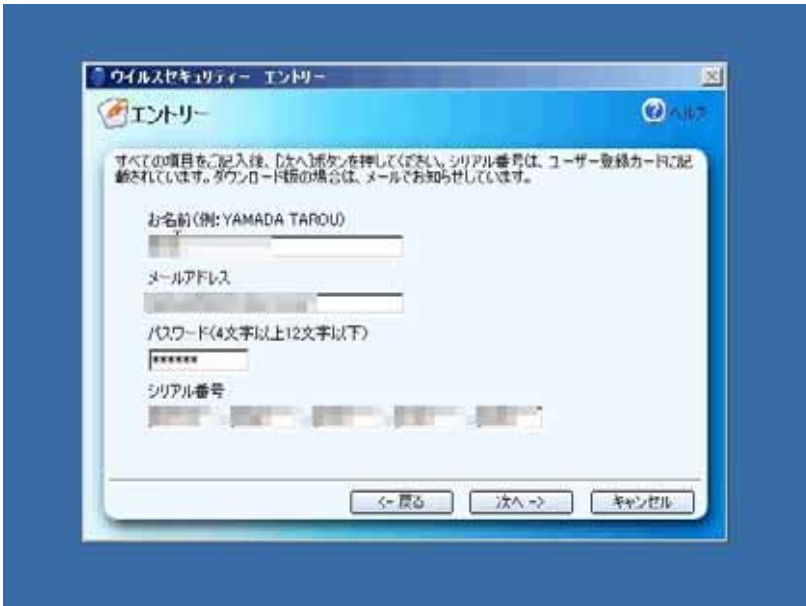 ウイルスセキュリティー エントリー
エントリー
ヘルプ
すべての項目をご記入後、[次へ]ボタンを押してください。シリアル番号は、ユーザー登録カードに記
載されています。ダウンロード版の場合は、メールでお知らせしています。
お名前(例:YAMADA TAROU)
メールアドレス
パスワード(4文字以上12文字以下)
******
シリアル番号
<- 戻る
次へ ->
キャンセル